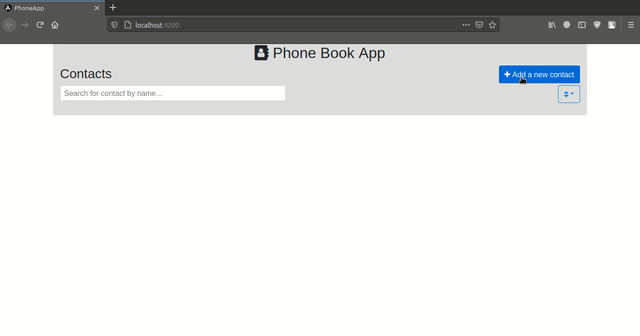 PhoneApp
localhost:4200
Phone Book App
Contacts
Add a new contact
Search for contact by name...